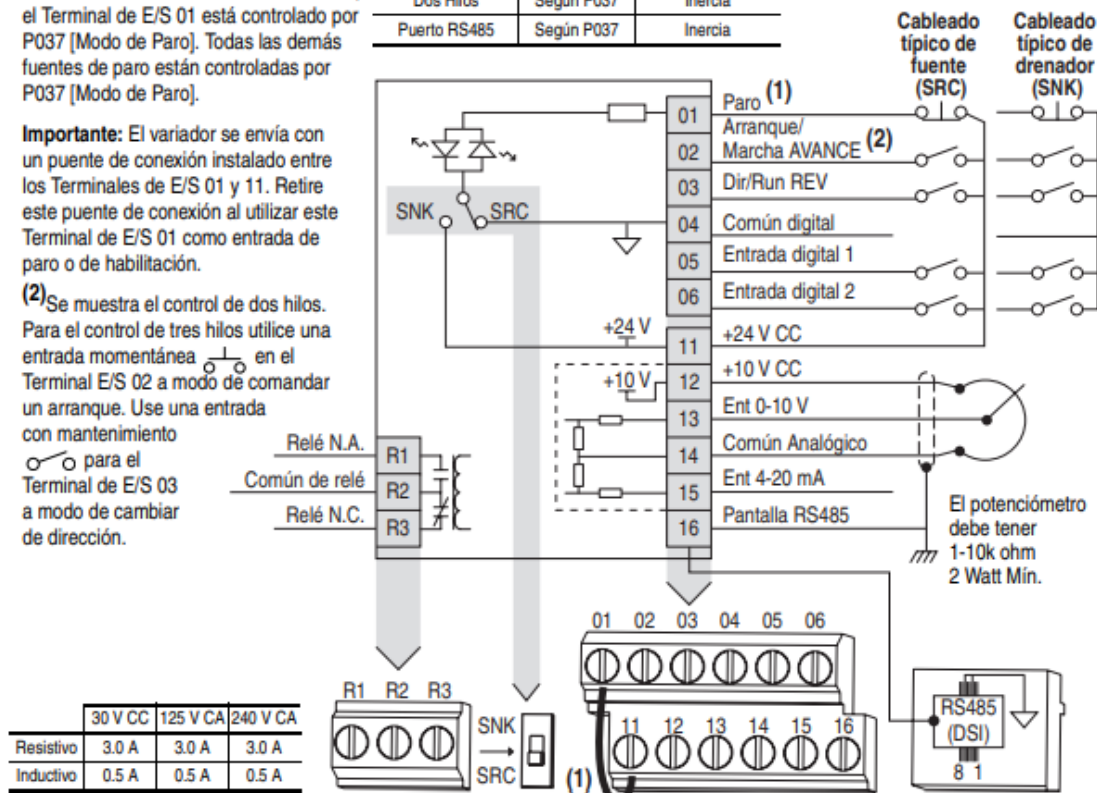 el Terminal de E/S 01 está controlado por
P037 [Modo de Paro]. Todas las demás
fuentes de paro están controladas por
P037 [Modo de Paro].
Importante: El variador se envía con
un puente de conexión instalado entre
los Terminales de E/S 01 y 11. Retire
este puente de conexión al utilizar este
Terminal de E/S 01 como entrada de
paro o de habilitación.
(2)Se muestra el control de dos hilos.
Para el control de tres hilos utilice una
entrada momentánea en el
Terminal E/S 02 a modo de comandar
un arranque. Use una entrada
con mantenimiento
para el
Terminal de E/S 03
a modo de cambiar
de dirección.
Dos Hilos Según P037 Inercia
Puerto RS485 Según P037 Inercia
Cableado
típico de
fuente
(SRC)
Cableado
típico de
drenador
(SNK)
SNK SRC
+24 V
+10 V
01 Paro (1)
02 Arranque/
Marcha AVANCE (2)
03 Dir/Run REV
04 Común digital
05 Entrada digital 1
06 Entrada digital 2
11 +24 V CC
12 +10 V CC
13 Ent 0-10 V
14 Común Analógico
15 Ent 4-20 mA
16 Pantalla RS485
Relé N.A. R1
Común de relé R2
Relé N.C. R3
El potenciómetro
debe tener
1-10k ohm
2 Watt Mín.
30 V CC 125 V CA 240 V CA
Resistivo 3.0 A 3.0 A 3.0 A
Inductivo 0.5 A 0.5 A 0.5 A
R1 R2 R3
SNK
SRC
(1)
01 02 03 04 05 06
11 12 13 14 15 16
RS485
(DSI)
8 1